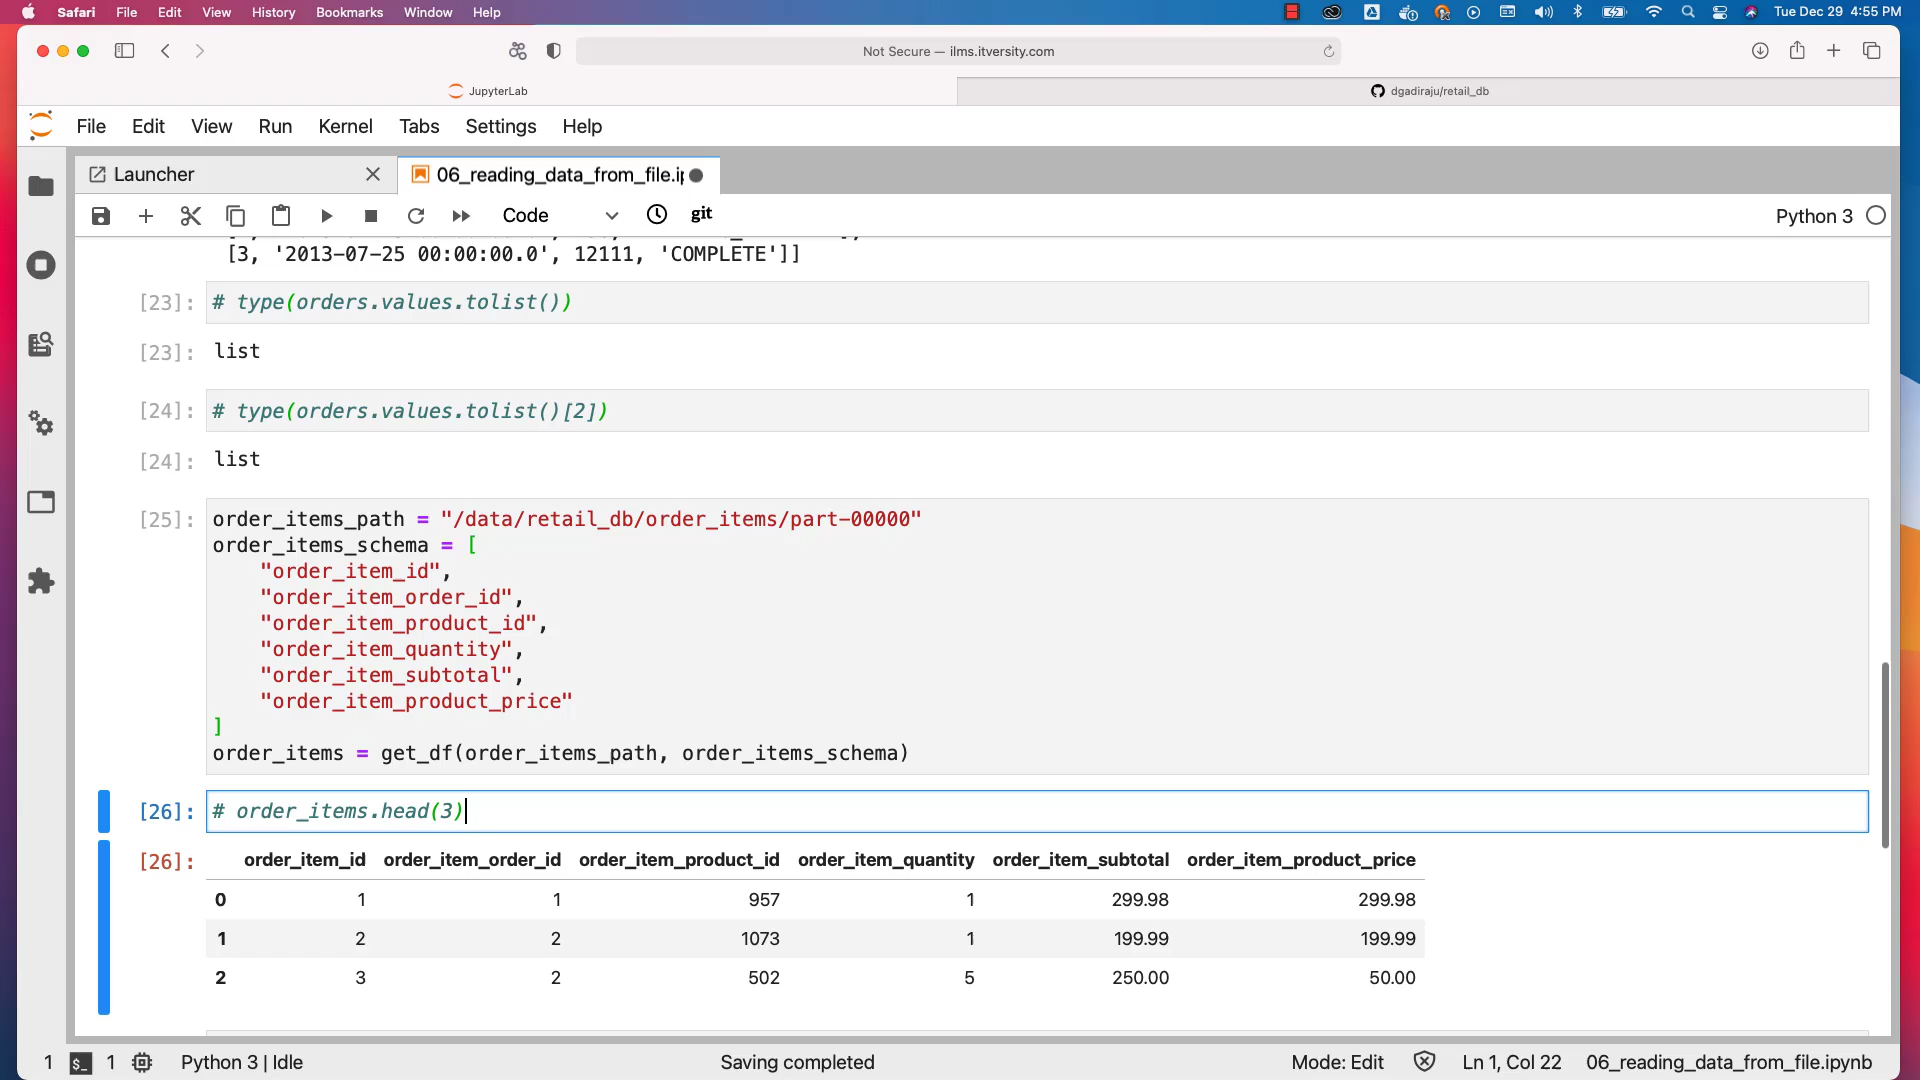 Safari File Edit View History Bookmarks Window Help Tue Dec 29 4:55 PM
Not Secure — ilms.itversity.com
JupyterLab dgadiraju/retail_db
File Edit View Run Kernel Tabs Settings Help
Launcher 06_reading_data_from_file.i
Code git Python 3
[3, '2013-07-25 00:00:00.0', 12111, 'COMPLETE']]
[23]: # type(orders.values.tolist())
[23]: list
[24]: # type(orders.values.tolist()[2])
[24]: list
[25]: order_items_path = "/data/retail_db/order_items/part-00000"
order_items_schema = [
"order_item_id",
"order_item_order_id",
"order_item_product_id",
"order_item_quantity",
"order_item_subtotal",
"order_item_product_price"
]
order_items = get_df(order_items_path, order_items_schema)
[26]: # order_items.head(3)
[26]: order_item_id order_item_order_id order_item_product_id order_item_quantity order_item_subtotal order_item_product_price
0 1 1 957 1 299.98 299.98
1 2 2 1073 1 199.99 199.99
2 3 2 502 5 250.00 50.00
1 $_ 1 Python 3 | Idle Saving completed Mode: Edit Ln 1, Col 22 06_reading_data_from_file.ipynb